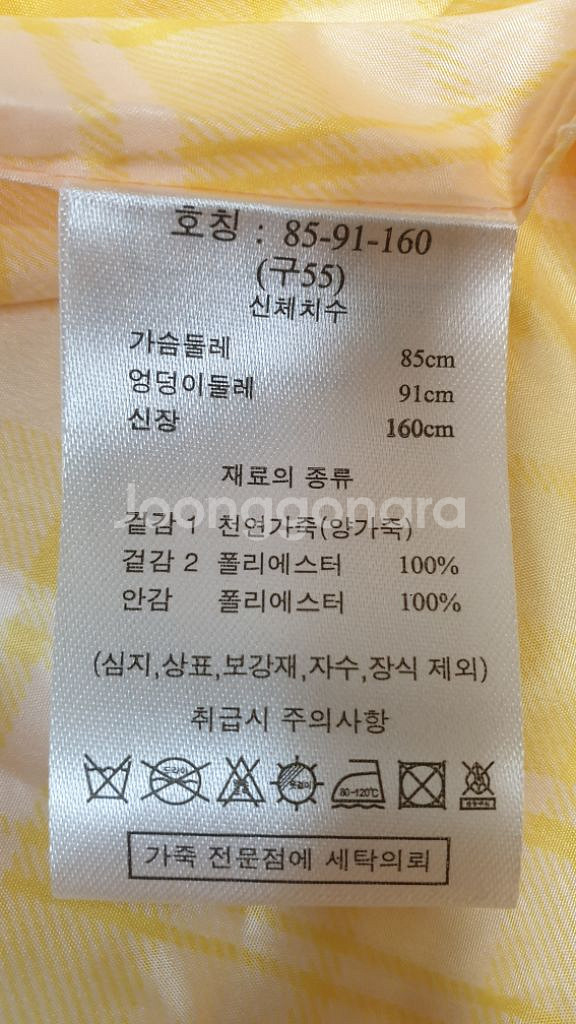 호칭 : 85-91-160
(구55)
신체치수
가슴둘레 85cm
엉덩이둘레 91cm
신장 160cm
재료의 종류
Joonggonara
겉감 1 천연가죽(양가죽)
겉감 2 폴리에스터 100%
안감 폴리에스터 100%
(심지,상표,보강재,자수,장식 제외)
취급시 주의사항
80~120℃
가죽 전문점에 세탁의뢰